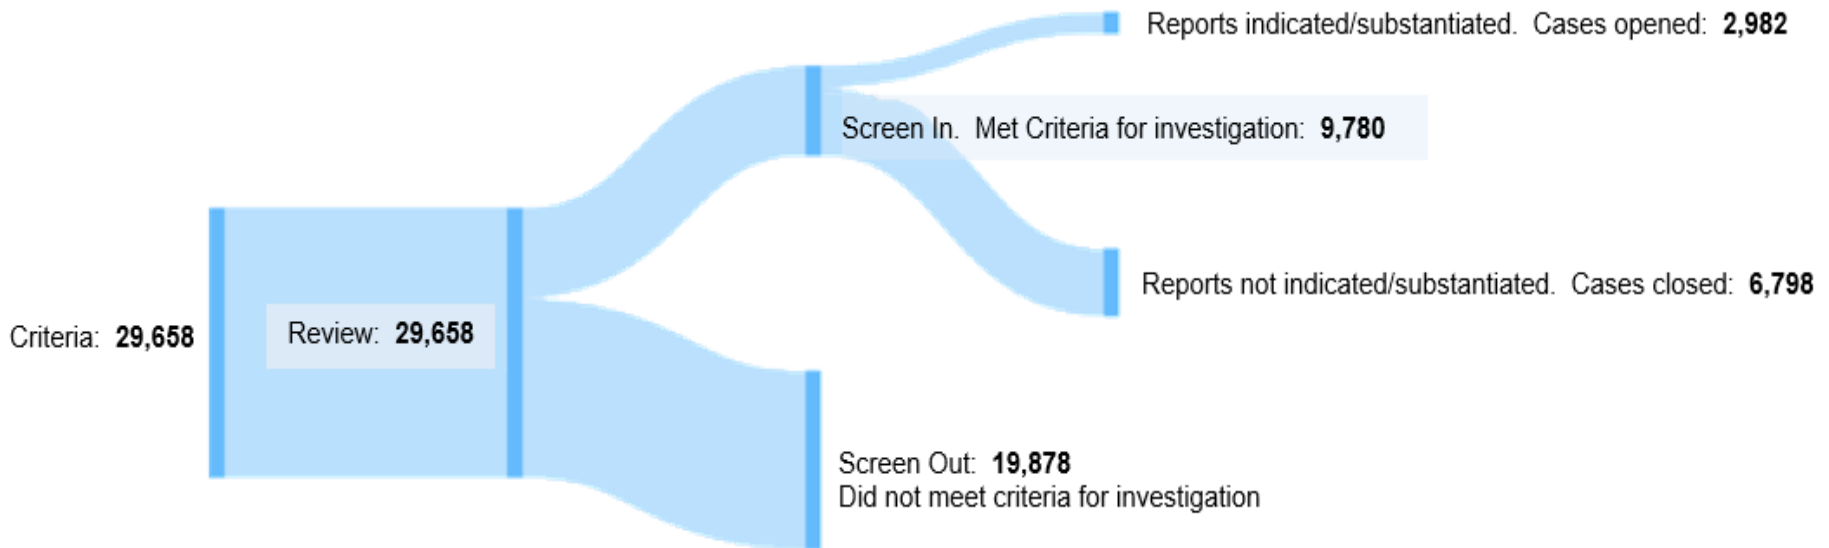 Reports indicated/substantiated.  Cases opened:  2,982
Screen In.  Met Criteria for investigation:  9,780
Reports not indicated/substantiated.  Cases closed:  6,798
Criteria:  29,658
Review:  29,658
Screen Out:  19,878
Did not meet criteria for investigation